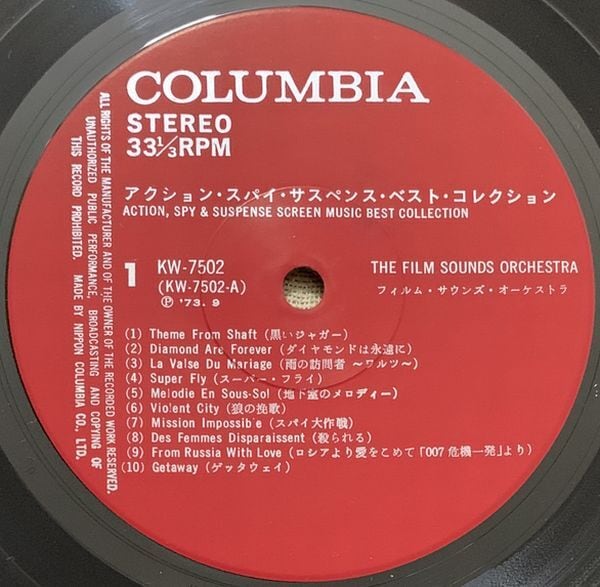 COLUMBIA
STEREO
33⅓RPM
アクション・スパイ・サスペンス・ベスト・コレクション
ACTION, SPY & SUSPENSE SCREEN MUSIC BEST COLLECTION
1
KW-7502
(KW-7502-A)
Ⓟ '73. 9
THE FILM SOUNDS ORCHESTRA
フィルム・サウンズ・オーケストラ
(1) Theme From Shaft (黒いジャガー)
(2) Diamond Are Forever (ダイヤモンドは永遠に)
(3) La Valse Du Mariage (雨の訪問者 〜ワルツ〜)
(4) Super Fly (スーパー・フライ)
(5) Melodie En Sous-Sol (地下室のメロディー)
(6) Violent City (狼の挽歌)
(7) Mission Impossible (スパイ大作戦)
(8) Des Femmes Disparaissent (殺られる)
(9) From Russia With Love (ロシアより愛をこめて「007 危機一発」より)
(10) Getaway (ゲッタウェイ)
ALL RIGHTS OF THE MANUFACTURER AND OF THE OWNER OF THE RECORDED WORK RESERVED.
UNAUTHORIZED PUBLIC PERFORMANCE, BROADCASTING AND COPYING OF
THIS RECORD PROHIBITED. MADE BY NIPPON COLUMBIA CO., LTD.